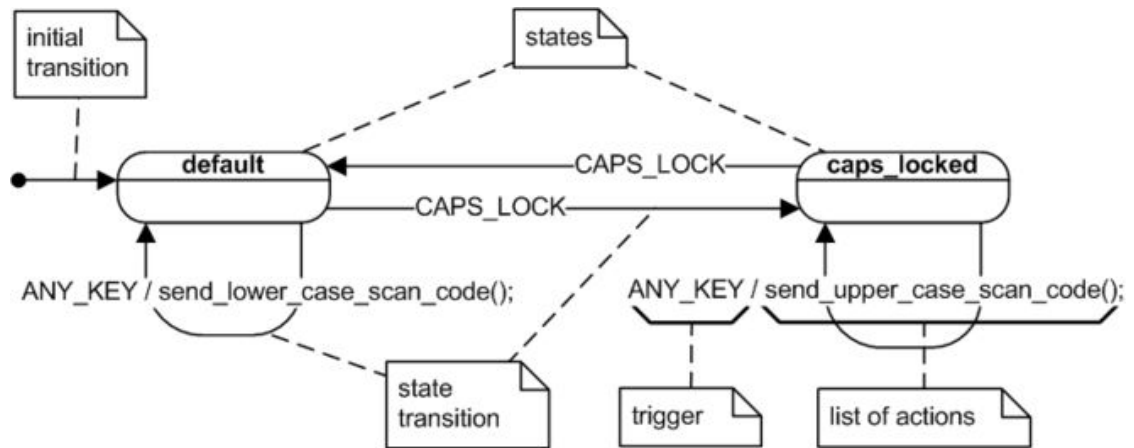 initial
transition
states
default
CAPS_LOCK
caps_locked
CAPS_LOCK
ANY_KEY / send_lower_case_scan_code();
ANY_KEY / send_upper_case_scan_code();
state
transition
trigger
list of actions